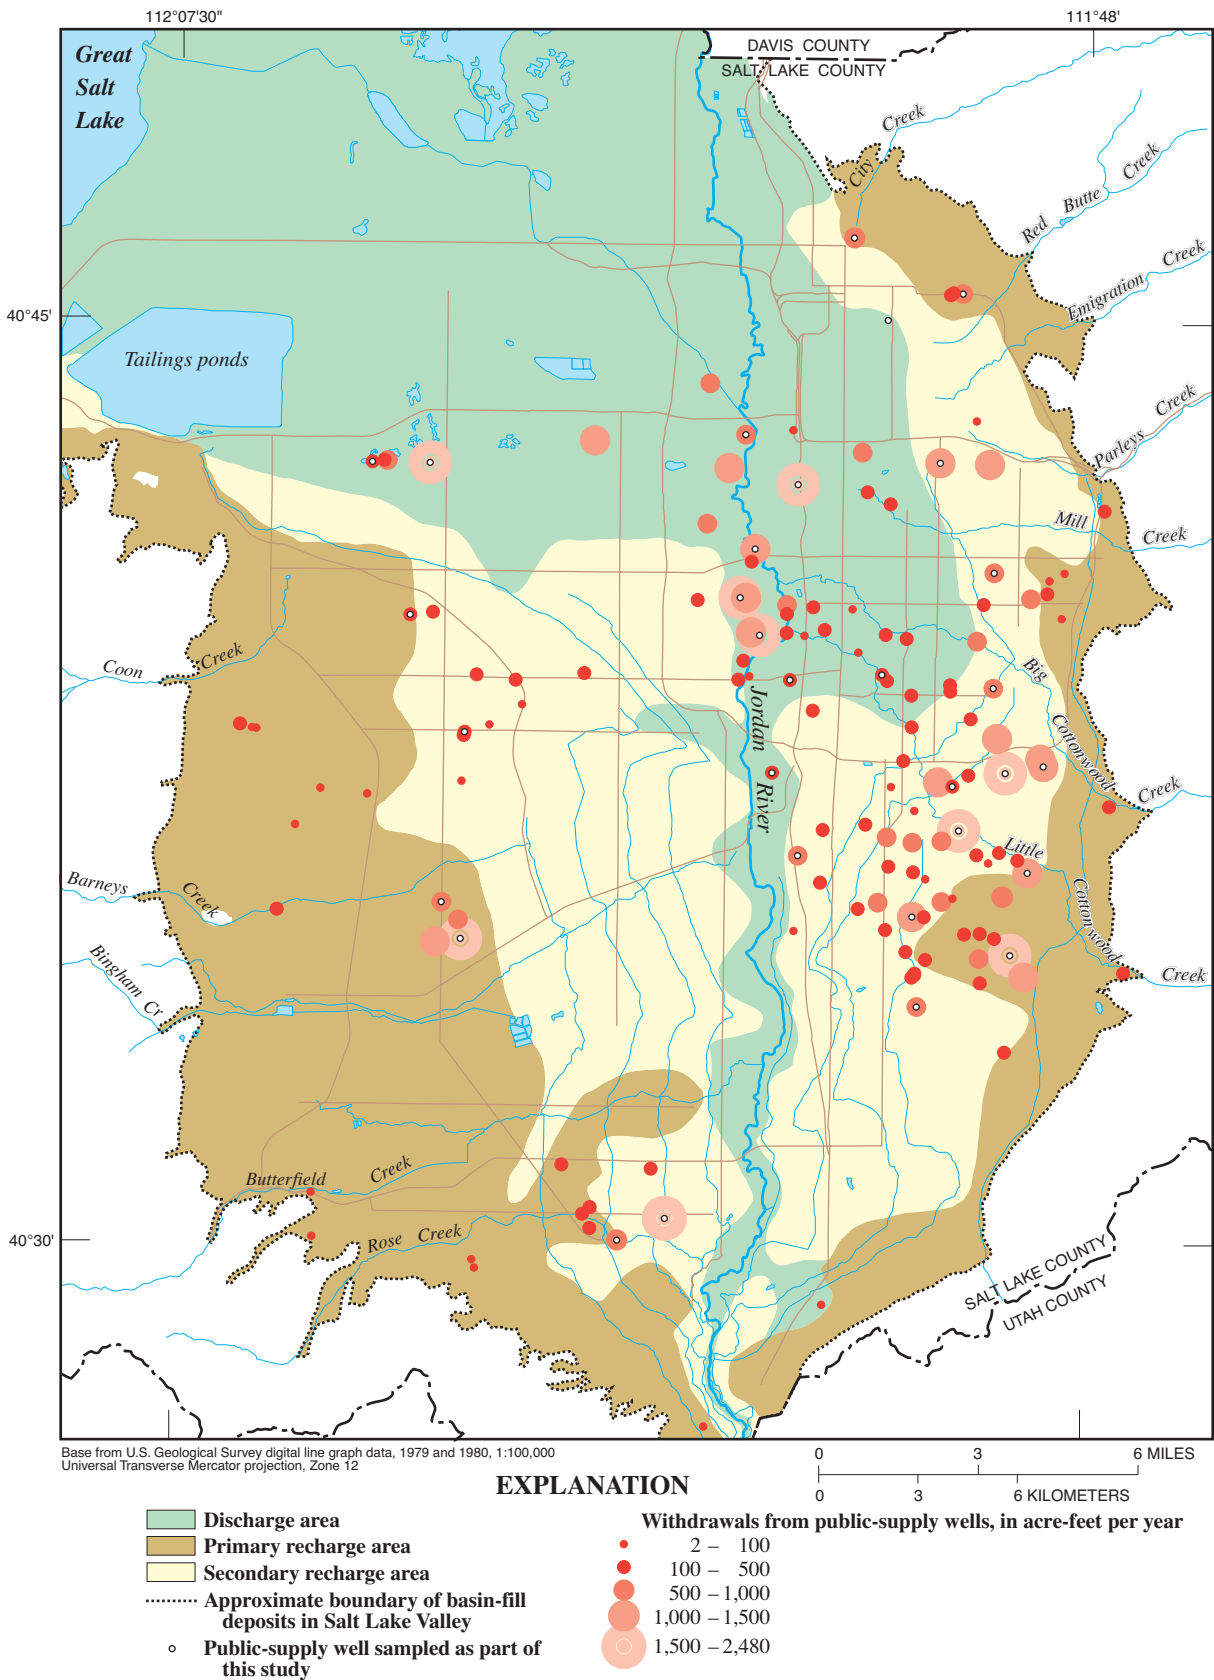 112°07'30"
111°48'
Great
Salt
Lake
DAVIS COUNTY
SALT LAKE COUNTY
City
Creek
Red Butte Creek
Emigration Creek
40°45'
Tailings ponds
Parleys Creek
Mill
Creek
Coon
Creek
Big
Cottonwood
Creek
Jordan
River
Little
Cottonwood
Creek
Barneys
Creek
Bingham Cr
Butterfield
Creek
Rose Creek
40°30'
SALT LAKE COUNTY
UTAH COUNTY
Base from U.S. Geological Survey digital line graph data, 1979 and 1980, 1:100,000
Universal Transverse Mercator projection, Zone 12
0 3 6 MILES
0 3 6 KILOMETERS
EXPLANATION
Discharge area
Primary recharge area
Secondary recharge area
Approximate boundary of basin-fill
deposits in Salt Lake Valley
Public-supply well sampled as part of
this study
Withdrawals from public-supply wells, in acre-feet per year
2 – 100
100 – 500
500 – 1,000
1,000 – 1,500
1,500 – 2,480